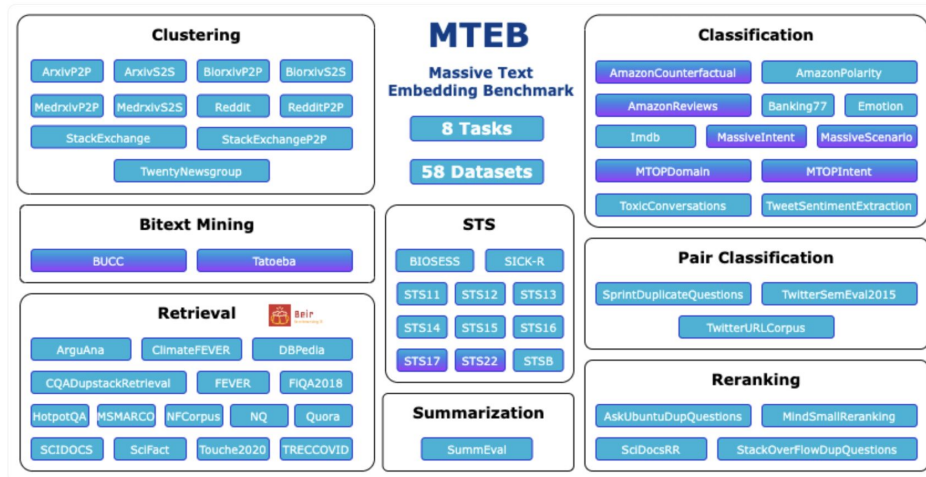 Clustering
ArxivP2P ArxivS2S BiorxivP2P BiorxivS2S
MedrxivP2P MedrxivS2S Reddit RedditP2P
StackExchange StackExchangeP2P
TwentyNewsgroup
MTEB
Massive Text
Embedding Benchmark
8 Tasks
58 Datasets
Classification
AmazonCounterfactual AmazonPolarity
AmazonReviews Banking77 Emotion
Imdb MassiveIntent MassiveScenario
MTOPDomain MTOPIntent
ToxicConversations TweetSentimentExtraction
Bitext Mining
BUCC Tatoeba
STS
BIOSESS SICK-R
STS11 STS12 STS13
STS14 STS15 STS16
STS17 STS22 STSB
Pair Classification
SprintDuplicateQuestions TwitterSemEval2015
TwitterURLCorpus
Retrieval
Beir
ArguAna ClimateFEVER DBPedia
CQADupstackRetrieval FEVER FiQA2018
HotpotQA MSMARCO NFCorpus NQ Quora
SCIDOCS SciFact Touche2020 TRECCOVID
Summarization
SummEval
Reranking
AskUbuntuDupQuestions MindSmallReranking
SciDocsRR StackOverFlowDupQuestions